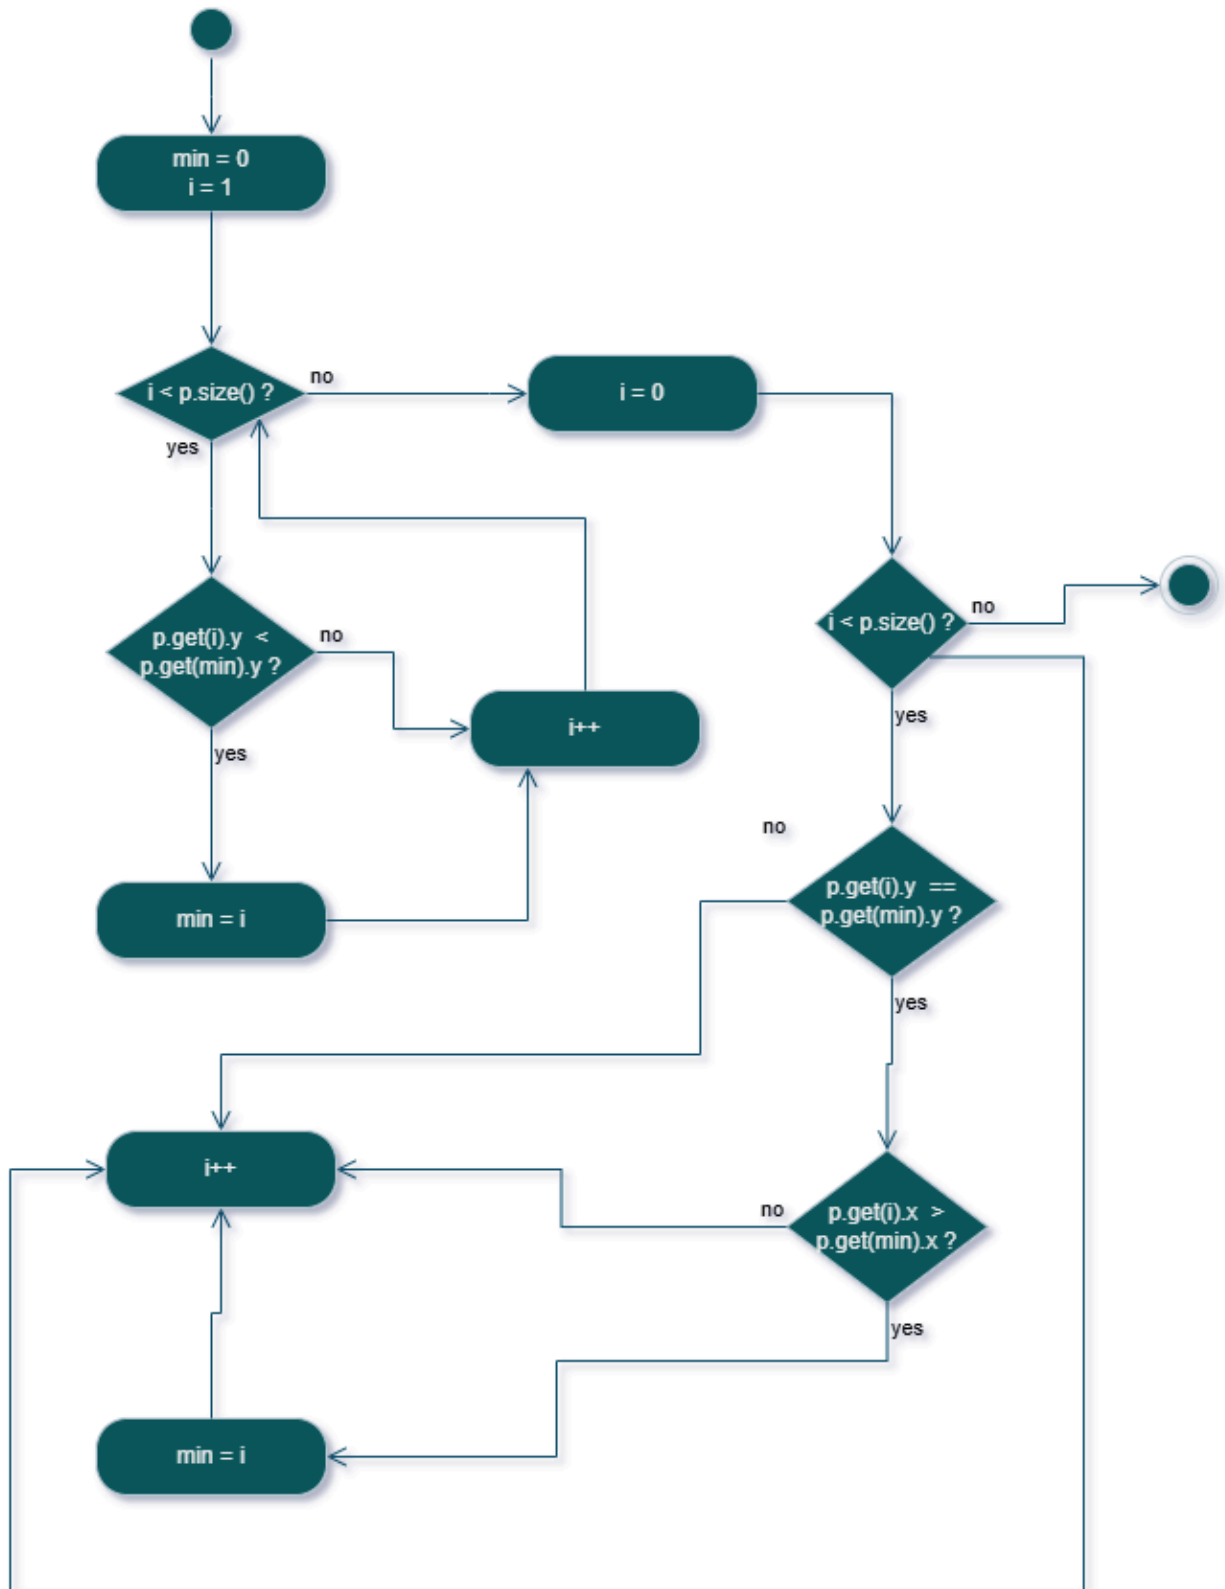 min = 0
i = 1
i < p.size() ?
no
i = 0
yes
p.get(i).y <
p.get(min).y ?
no
yes
i++
min = i
i < p.size() ?
no
yes
no
p.get(i).y ==
p.get(min).y ?
yes
i++
no
p.get(i).x >
p.get(min).x ?
yes
min = i